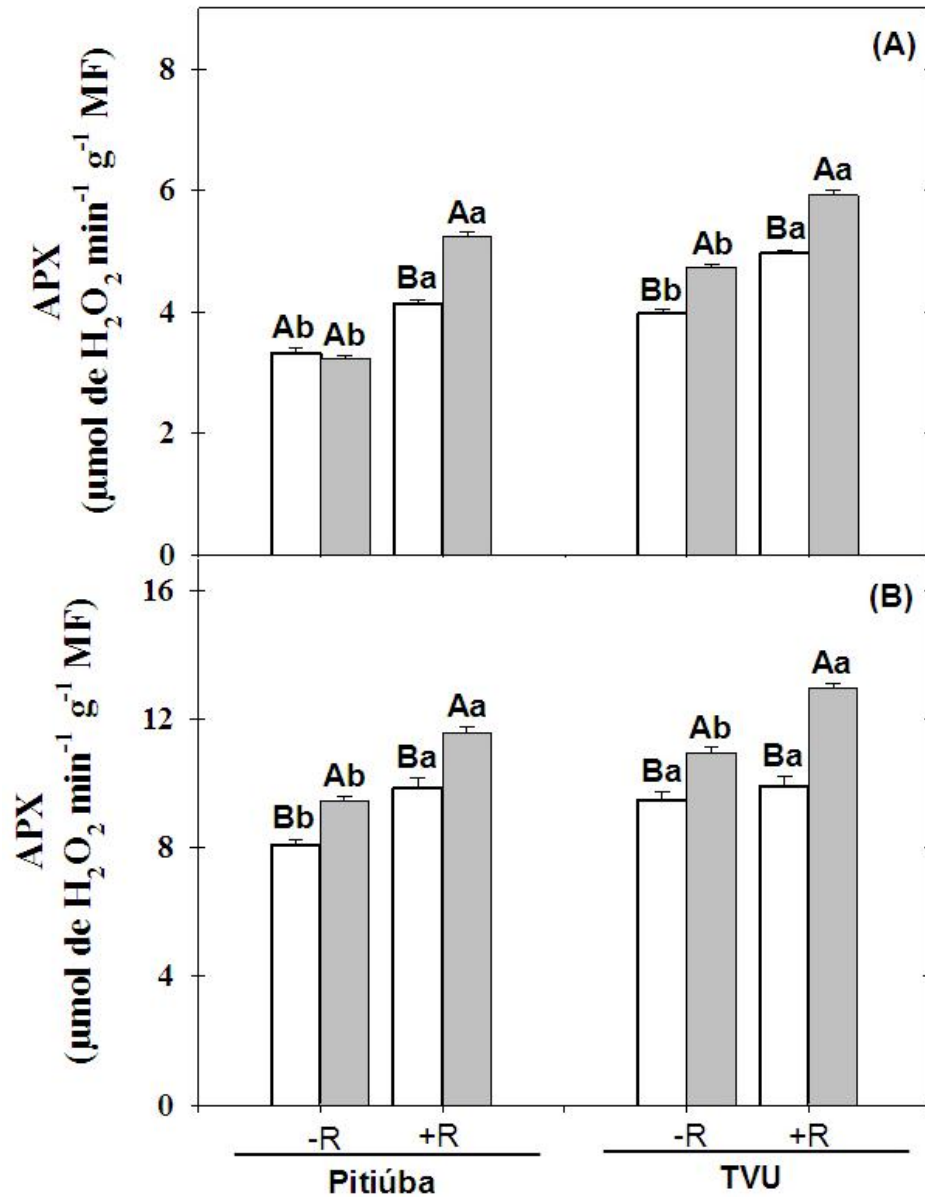 (A)
APX
(µmol de H₂O₂ min⁻¹ g⁻¹ MF)
8
6
4
2
0
Ab Ab Ba Aa
Bb Ab Ba Aa
(B)
APX
(µmol de H₂O₂ min⁻¹ g⁻¹ MF)
16
12
8
4
0
Bb Ab Ba Aa
Ba Ab Ba Aa
-R +R -R +R
Pitiúba TVU